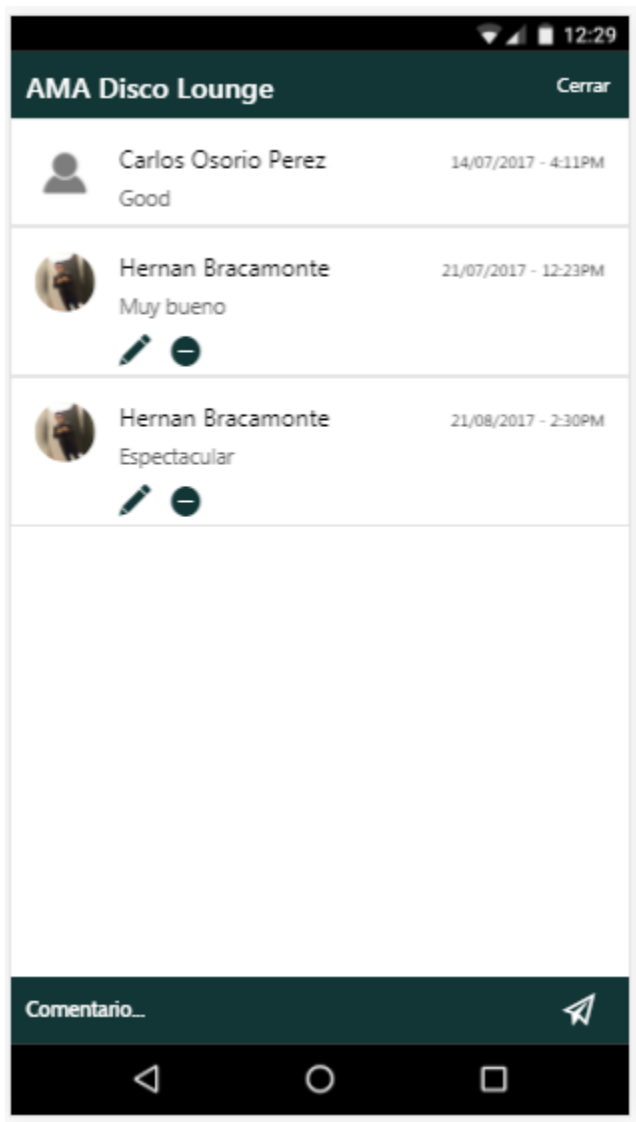 12:29
AMA Disco Lounge Cerrar
Carlos Osorio Perez 14/07/2017 - 4:11PM
Good
Hernan Bracamonte 21/07/2017 - 12:23PM
Muy bueno
Hernan Bracamonte 21/08/2017 - 2:30PM
Espectacular
Comentario...